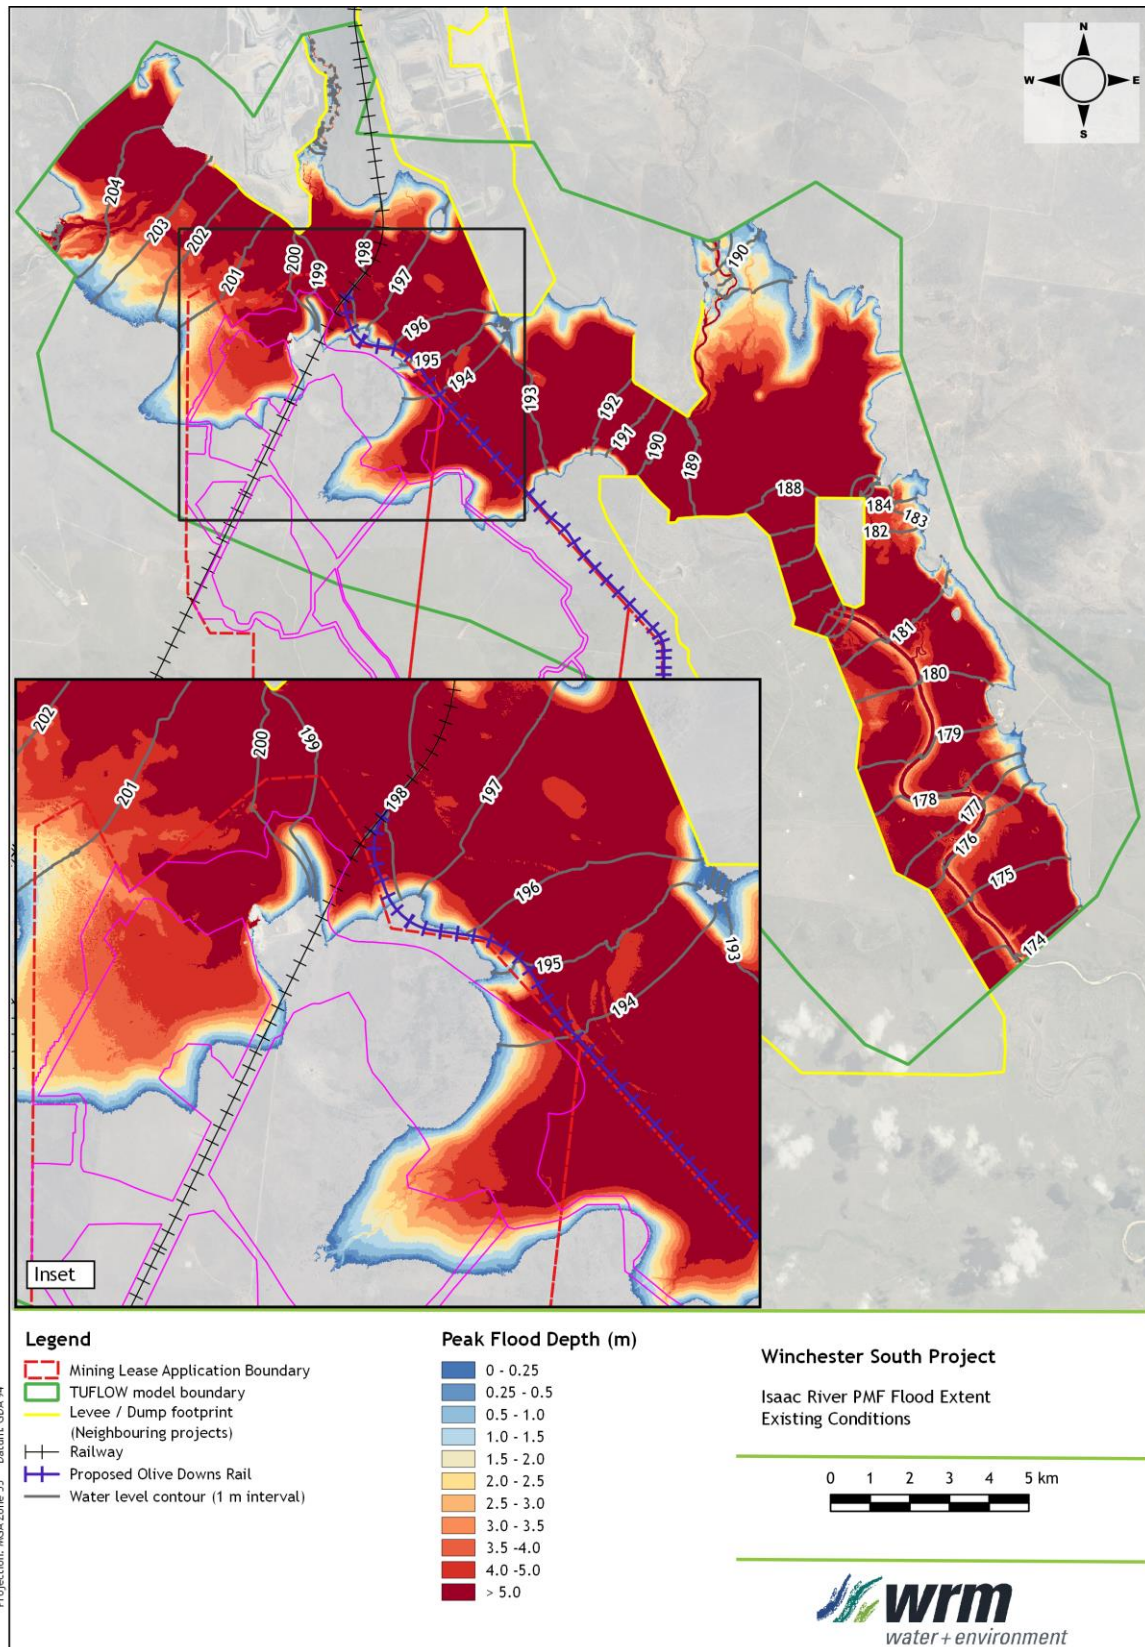 N
W E
S
204
203
202
201
200
199
198
197
196
195
194
193
192
191
190
189
190
188
184
183
182
181
180
179
178
177
176
175
174
202
201
200
199
198
197
196
195
194
193
Inset
Legend
Mining Lease Application Boundary
TUFLOW model boundary
Levee / Dump footprint
(Neighbouring projects)
Railway
Proposed Olive Downs Rail
Water level contour (1 m interval)
Peak Flood Depth (m)
0 - 0.25
0.25 - 0.5
0.5 - 1.0
1.0 - 1.5
1.5 - 2.0
2.0 - 2.5
2.5 - 3.0
3.0 - 3.5
3.5 -4.0
4.0 -5.0
> 5.0
Winchester South Project
Isaac River PMF Flood Extent
Existing Conditions
0 1 2 3 4 5 km
wrm
water + environment